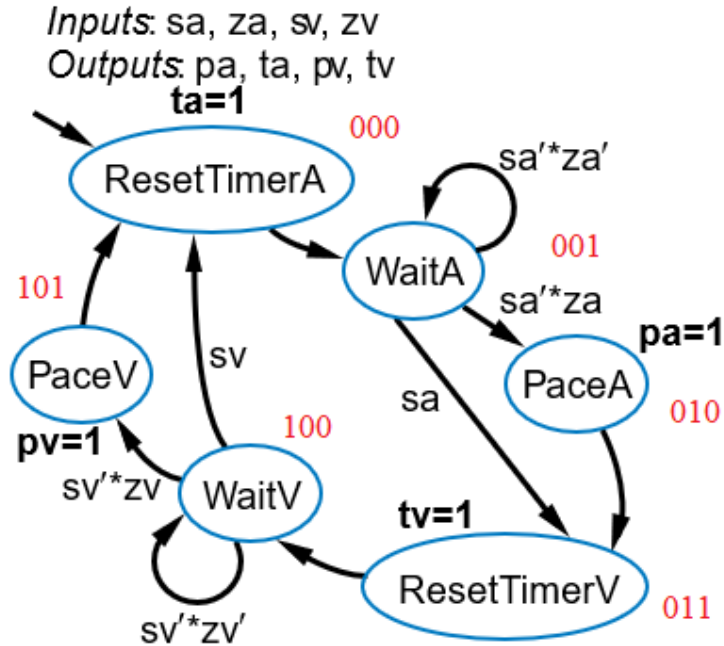 Inputs: sa, za, sv, zv
Outputs: pa, ta, pv, tv
ta=1
000
ResetTimerA
sa′*za′
WaitA
001
101
sa′*za
pa=1
PaceV
sv
PaceA
sa
010
pv=1
100
sv′*zv
WaitV
tv=1
ResetTimerV
011
sv′*zv′